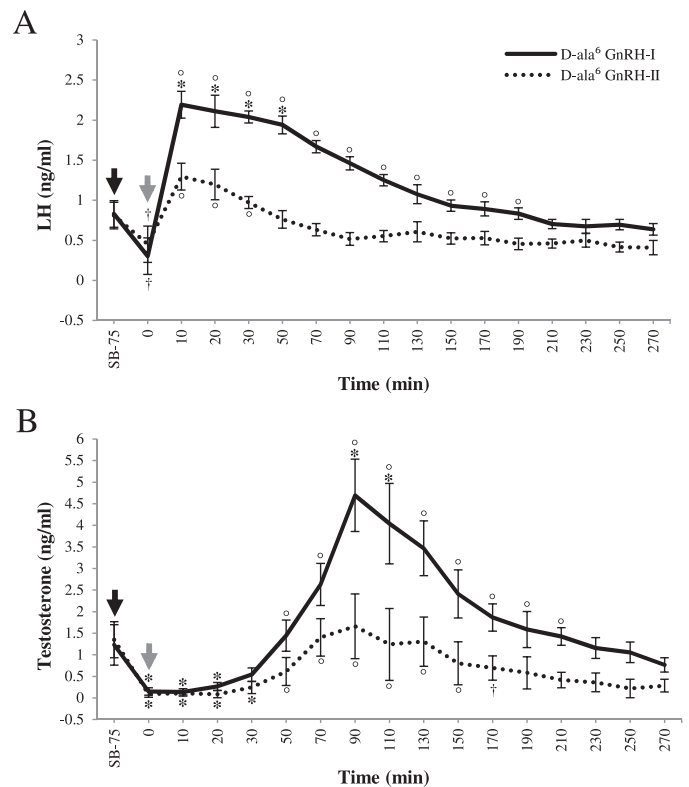 A
3
2.5
2
1.5
1
0.5
0
-0.5
LH (ng/ml)
D-ala⁶ GnRH-I
D-ala⁶ GnRH-II
° * ° * ° * ° * ° ° ° ° ° ° °
† ° ° °
†
SB-75 0 10 20 30 50 70 90 110 130 150 170 190 210 230 250 270
Time (min)
B
6
5.5
5
4.5
4
3.5
3
2.5
2
1.5
1
0.5
0
-0.5
Testosterone (ng/ml)
* * * ° ° ° * ° * ° ° ° ° °
* * * * ° ° ° ° ° ° †
SB-75 0 10 20 30 50 70 90 110 130 150 170 190 210 230 250 270
Time (min)